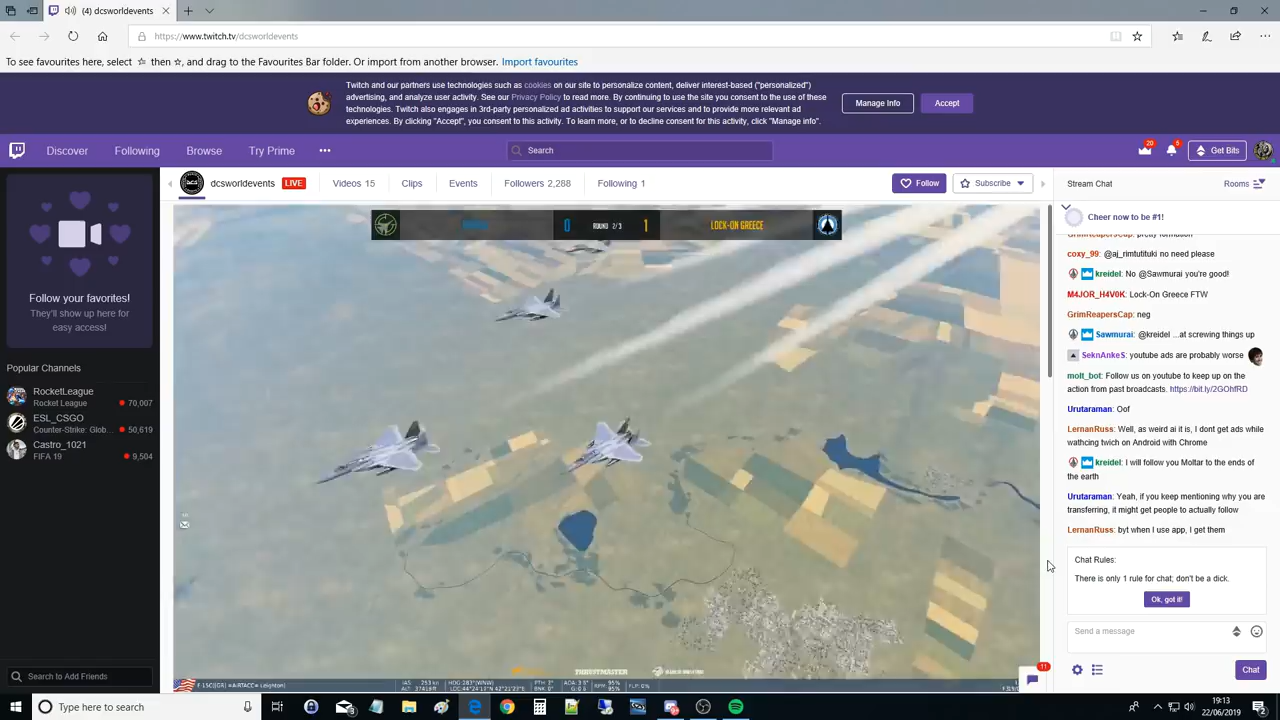 (4) dcsworldevents
https://www.twitch.tv/dcsworldevents
To see favourites here, select ☆ then ☆, and drag to the Favourites Bar folder. Or import from another browser. Import favourites
Twitch and our partners use technologies such as cookies on our site to personalize content, deliver interest-based ("personalized")
advertising, and analyze user activity. See our Privacy Policy to read more. By continuing to use the site you consent to the use of these
technologies. Twitch also engages in 3rd-party personalized ad activities to support our services and to provide more relevant ad
experiences. By clicking "Accept", you consent to this activity. To learn more, or to decline consent for this activity, click "Manage info".
Manage Info
Accept
Discover
Following
Browse
Try Prime
Search
20
Get Bits
Follow your favorites!
They'll show up here for
easy access!
Popular Channels
RocketLeague
Rocket League
70,007
ESL_CSGO
Counter-Strike: Glob...
50,619
Castro_1021
FIFA 19
9,504
Search to Add Friends
dcsworldevents LIVE
Videos 15
Clips
Events
Followers 2,288
Following 1
Follow
Subscribe
0
ROUND 2/3
1
LOCK-ON GREECE
THRUSTMASTER
11
Stream Chat
Rooms
Cheer now to be #1!
GrimReapersCap: pretty formation
coxy_99: @aj_rimtutituki no need please
kreidel: No @Sawmurai you're good!
M4JOR_H4V0K: Lock-On Greece FTW
GrimReapersCap: neg
Sawmurai: @kreidel ...at screwing things up
SeknAnkeS: youtube ads are probably worse
molt_bot: Follow us on youtube to keep up on the
action from past broadcasts. https://bit.ly/2GOhfRD
Urutaraman: Oof
LernanRuss: Well, as weird ai it is, I dont get ads while
wathcing twich on Android with Chrome
kreidel: I will follow you Moltar to the ends of
the earth
Urutaraman: Yeah, if you keep mentioning why you are
transferring, it might get people to actually follow
LernanRuss: byt when I use app, I get them
Chat Rules:
There is only 1 rule for chat; don't be a dick.
Ok, got it!
Send a message
Chat
Type here to search
19:13
22/06/2019